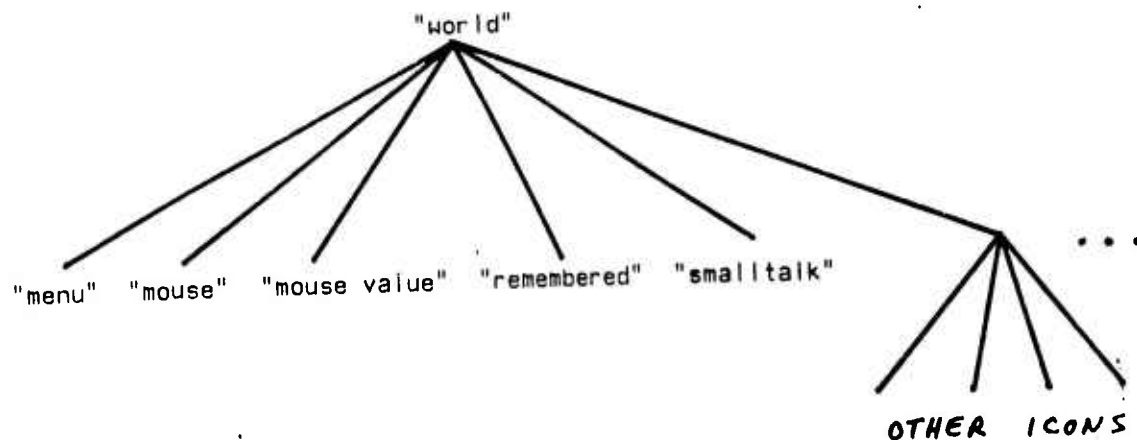 "world"
"menu" "mouse" "mouse value" "remembered" "smalltalk"
. . .
OTHER ICONS